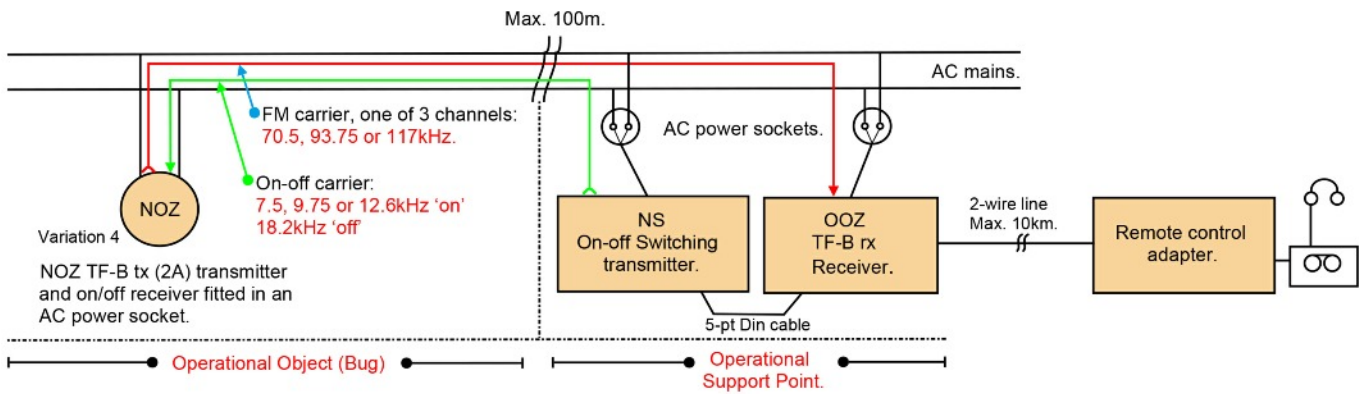 Max. 100m.
AC mains.
FM carrier, one of 3 channels:
70.5, 93.75 or 117kHz.
AC power sockets.
On-off carrier:
7.5, 9.75 or 12.6kHz ‘on’
18.2kHz ‘off’
NOZ
Variation 4
NOZ TF-B tx (2A) transmitter
and on/off receiver fitted in an
AC power socket.
NS
On-off Switching
transmitter.
OOZ
TF-B rx
Receiver.
5-pt Din cable
2-wire line
Max. 10km.
Remote control
adapter.
Operational Object (Bug)
Operational
Support Point.